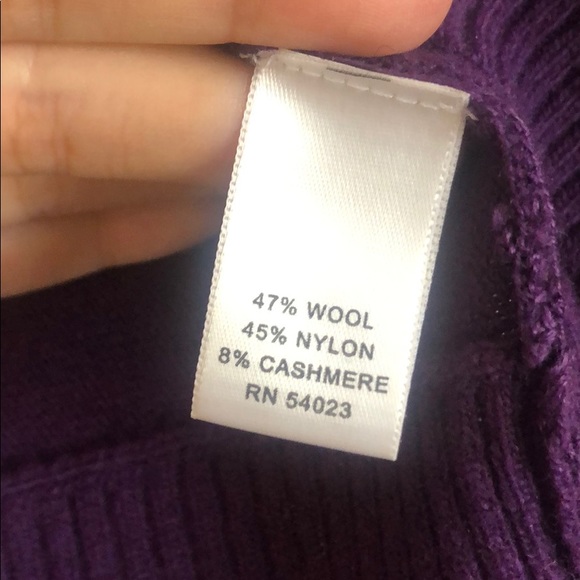 47% WOOL
45% NYLON
8% CASHMERE
RN 54023